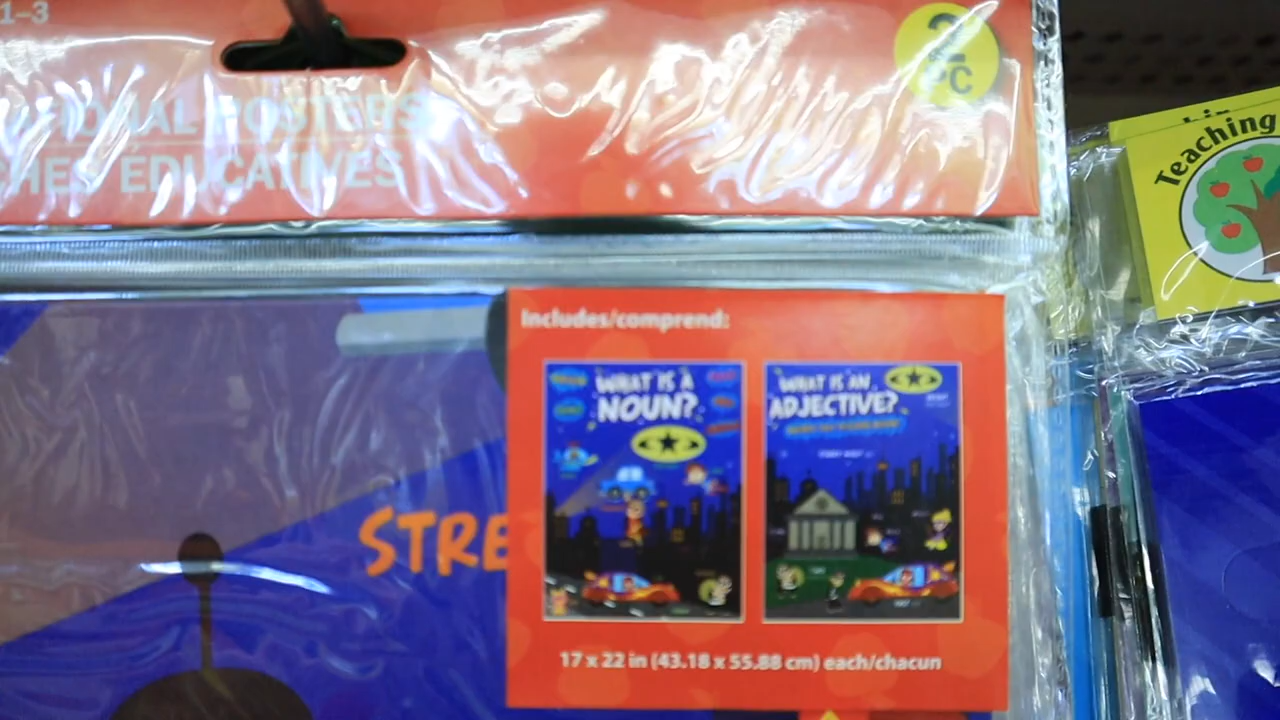 1–3
2
PC
IONAL POSTERS
CHES ÉDUCATIVES
Teaching
Includes/comprend:
WHAT IS A
NOUN?
WHAT IS AN
ADJECTIVE?
STRE
17 x 22 in (43.18 x 55.88 cm) each/chacun